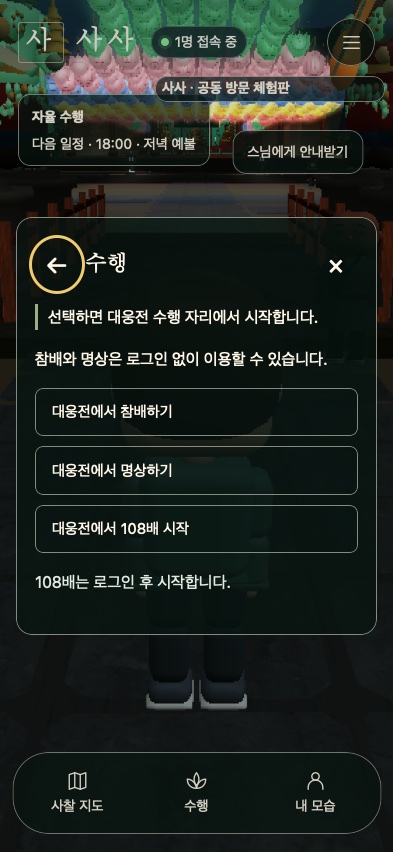 사 사사
1명 접속 중
사사 · 공동 방문 체험판
자율 수행
다음 일정 · 18:00 · 저녁 예불
스님에게 안내받기
수행
선택하면 대웅전 수행 자리에서 시작합니다.
참배와 명상은 로그인 없이 이용할 수 있습니다.
대웅전에서 참배하기
대웅전에서 명상하기
대웅전에서 108배 시작
108배는 로그인 후 시작합니다.
사찰 지도
수행
내 모습